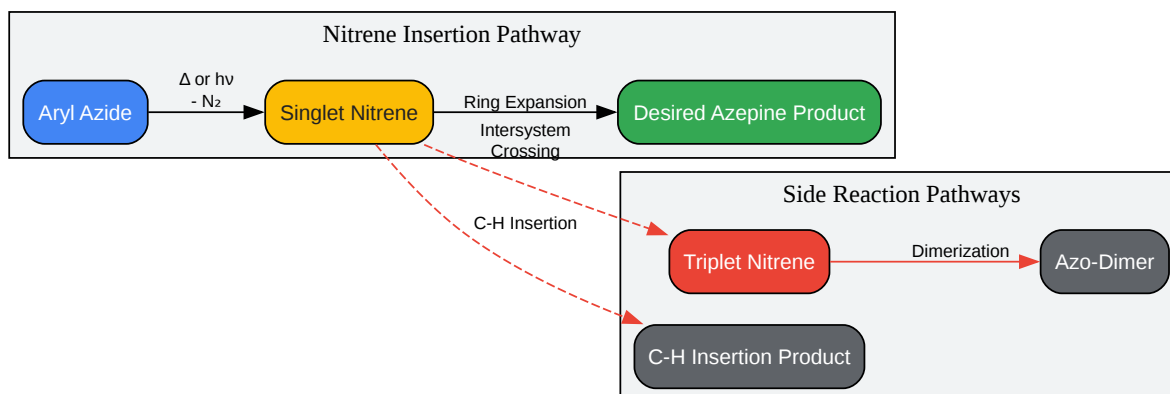 Nitrene Insertion Pathway
Aryl Azide
Δ or hν
- N₂
Singlet Nitrene
Ring Expansion
Desired Azepine Product
Intersystem
Crossing
Side Reaction Pathways
C-H Insertion
Triplet Nitrene
Dimerization
Azo-Dimer
C-H Insertion Product